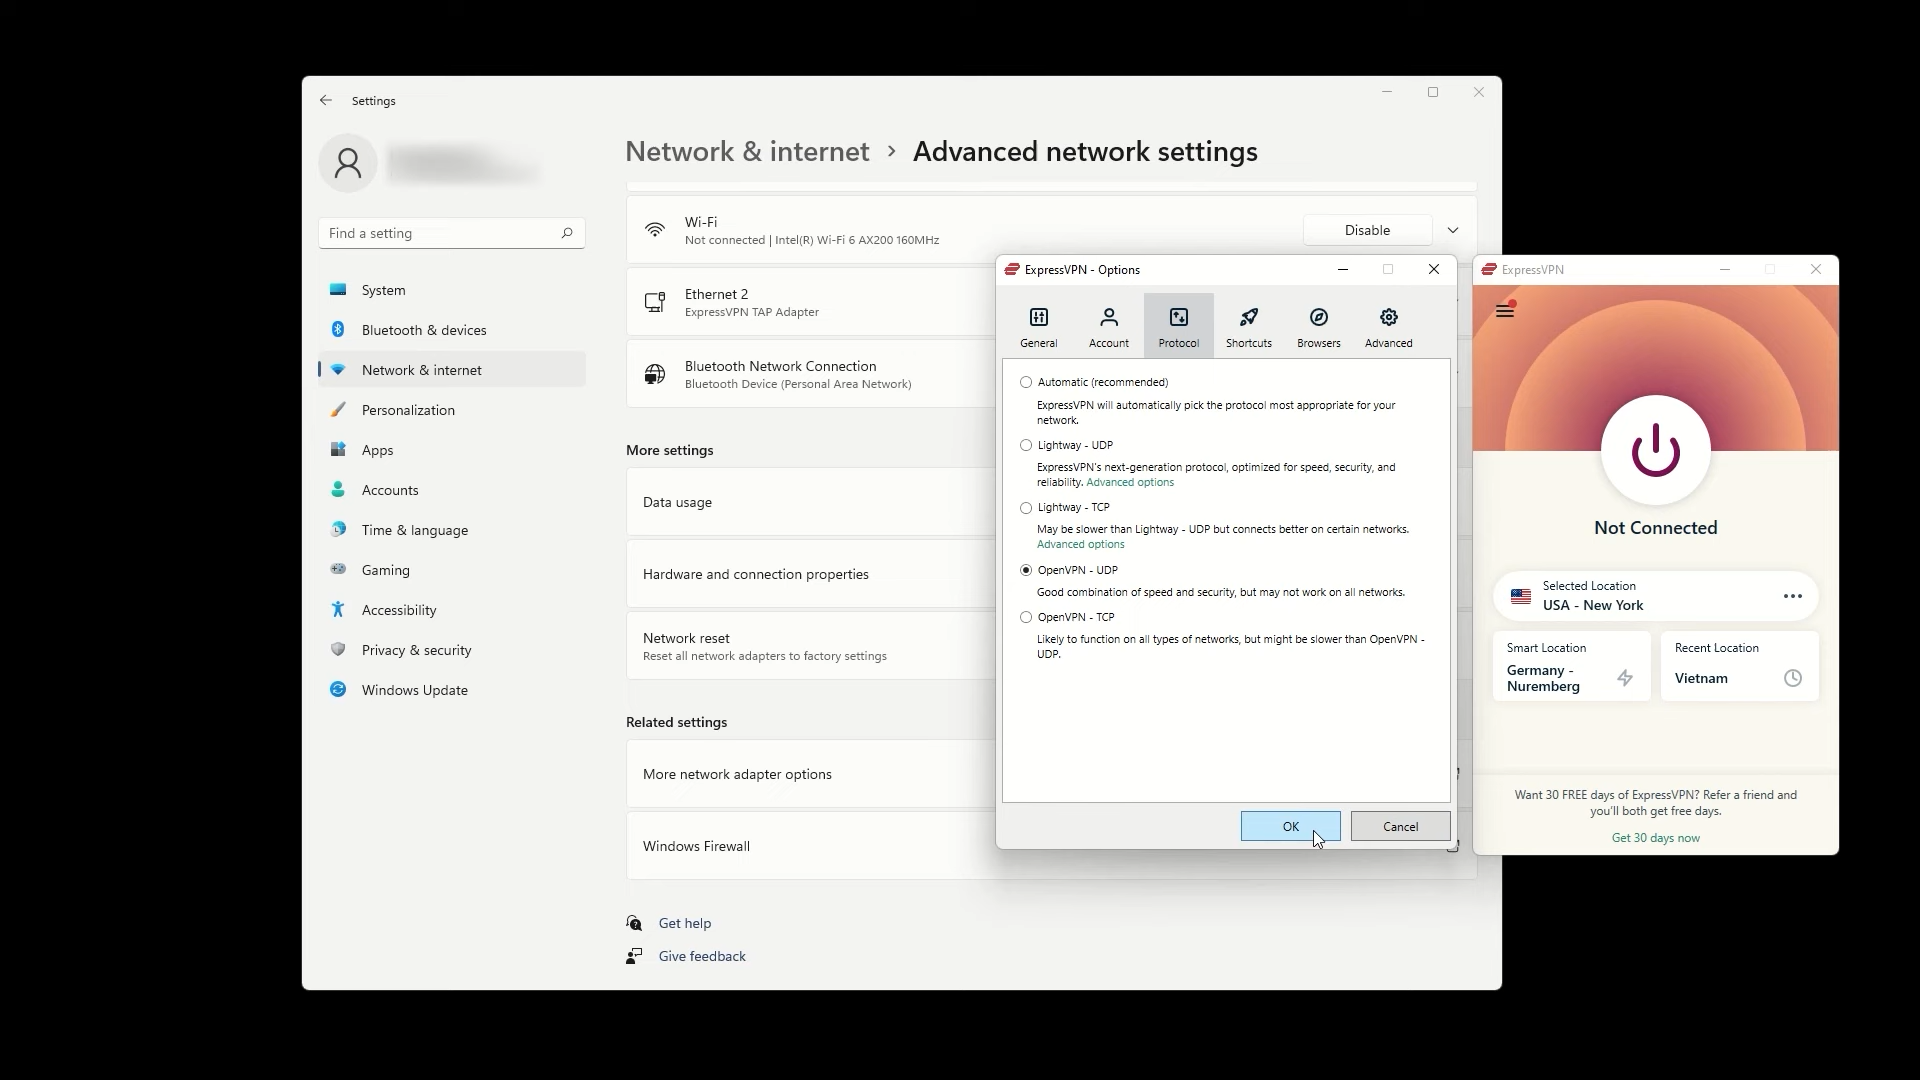 Settings
Find a setting
System
Bluetooth & devices
Network & internet
Personalization
Apps
Accounts
Time & language
Gaming
Accessibility
Privacy & security
Windows Update
Network & internet › Advanced network settings
Wi-Fi
Not connected | Intel(R) Wi-Fi 6 AX200 160MHz
Disable
Ethernet 2
ExpressVPN TAP Adapter
Bluetooth Network Connection
Bluetooth Device (Personal Area Network)
More settings
Data usage
Hardware and connection properties
Network reset
Reset all network adapters to factory settings
Related settings
More network adapter options
Windows Firewall
Get help
Give feedback
ExpressVPN - Options
General
Account
Protocol
Shortcuts
Browsers
Advanced
Automatic (recommended)
ExpressVPN will automatically pick the protocol most appropriate for your
network.
Lightway - UDP
ExpressVPN's next-generation protocol, optimized for speed, security, and
reliability. Advanced options
Lightway - TCP
May be slower than Lightway - UDP but connects better on certain networks.
Advanced options
OpenVPN - UDP
Good combination of speed and security, but may not work on all networks.
OpenVPN - TCP
Likely to function on all types of networks, but might be slower than OpenVPN -
UDP.
OK
Cancel
ExpressVPN
Not Connected
Selected Location
USA - New York
Smart Location
Germany -
Nuremberg
Recent Location
Vietnam
Want 30 FREE days of ExpressVPN? Refer a friend and
you'll both get free days.
Get 30 days now